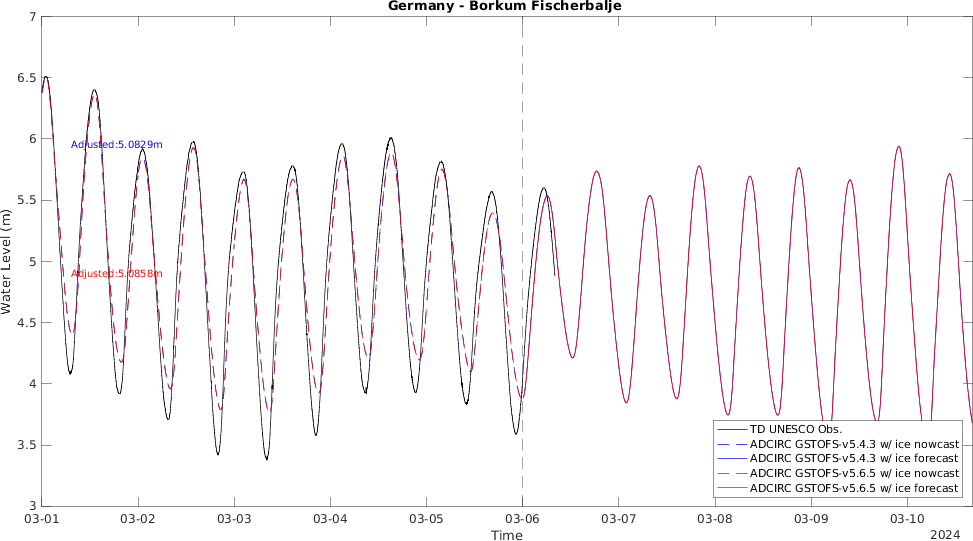 Germany - Borkum Fischerbalje
7
6.5
6
5.5
5
4.5
4
3.5
3
Water Level (m)
Adjusted:5.0829m
Adjusted:5.0858m
TD UNESCO Obs.
ADCIRC GSTOFS-v5.4.3 w/ ice nowcast
ADCIRC GSTOFS-v5.4.3 w/ ice forecast
ADCIRC GSTOFS-v5.6.5 w/ ice nowcast
ADCIRC GSTOFS-v5.6.5 w/ ice forecast
03-01 03-02 03-03 03-04 03-05 03-06 03-07 03-08 03-09 03-10
Time
2024